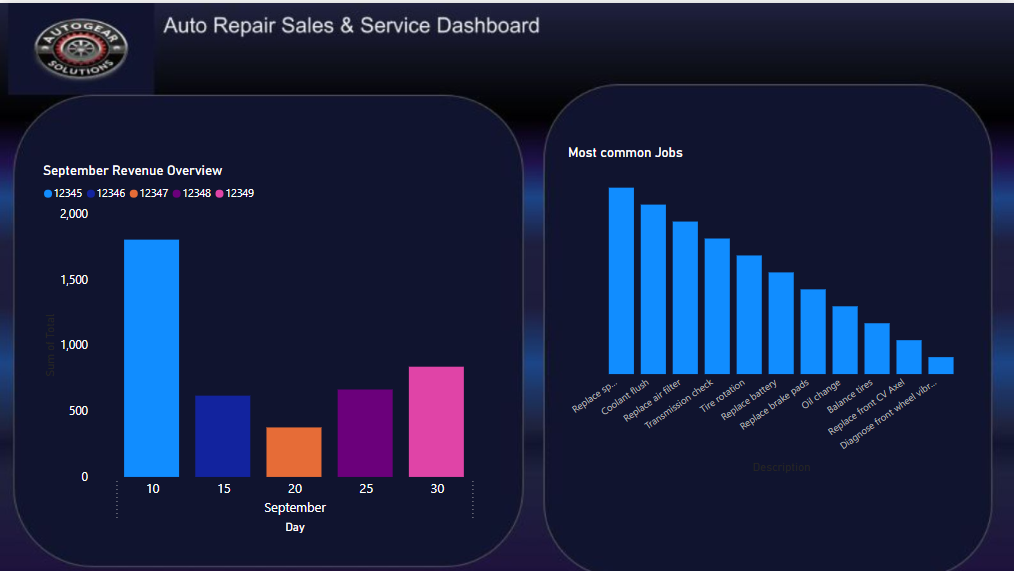 Auto Repair Sales & Service Dashboard
AUTOGEAR
SOLUTIONS
September Revenue Overview
12345 12346 12347 12348 12349
2,000
1,500
1,000
500
0
Sum of Total
10 15 20 25 30
September
Day
Most common Jobs
Replace sp...
Coolant flush
Replace air filter
Transmission check
Tire rotation
Replace battery
Replace brake pads
Oil change
Balance tires
Replace front CV Axel
Diagnose front wheel vibr...
Description